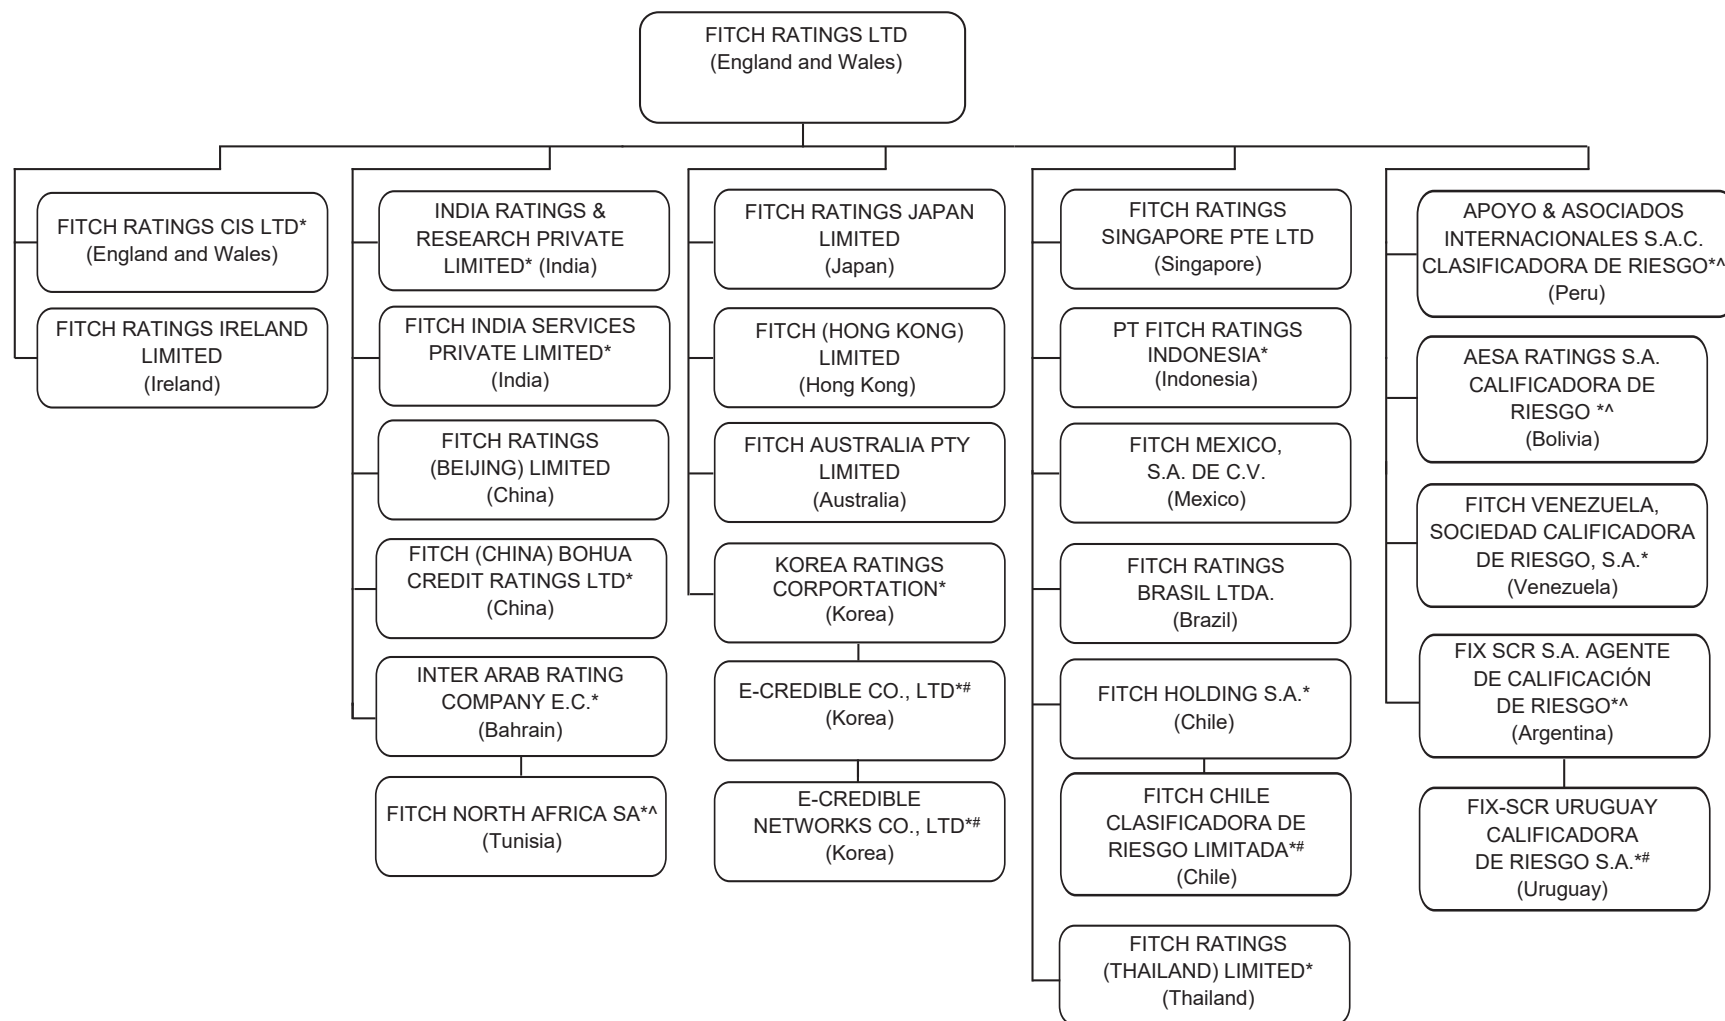 FITCH RATINGS LTD
(England and Wales)
FITCH RATINGS CIS LTD*
(England and Wales)
FITCH RATINGS IRELAND
LIMITED
(Ireland)
INDIA RATINGS &
RESEARCH PRIVATE
LIMITED* (India)
FITCH INDIA SERVICES
PRIVATE LIMITED*
(India)
FITCH RATINGS
(BEIJING) LIMITED
(China)
FITCH (CHINA) BOHUA
CREDIT RATINGS LTD*
(China)
INTER ARAB RATING
COMPANY E.C.*
(Bahrain)
FITCH NORTH AFRICA SA*^
(Tunisia)
FITCH RATINGS JAPAN
LIMITED
(Japan)
FITCH (HONG KONG)
LIMITED
(Hong Kong)
FITCH AUSTRALIA PTY
LIMITED
(Australia)
KOREA RATINGS
CORPORTATION*
(Korea)
E-CREDIBLE CO., LTD*#
(Korea)
E-CREDIBLE
NETWORKS CO., LTD*#
(Korea)
FITCH RATINGS
SINGAPORE PTE LTD
(Singapore)
PT FITCH RATINGS
INDONESIA*
(Indonesia)
FITCH MEXICO,
S.A. DE C.V.
(Mexico)
FITCH RATINGS
BRASIL LTDA.
(Brazil)
FITCH HOLDING S.A.*
(Chile)
FITCH CHILE
CLASIFICADORA DE
RIESGO LIMITADA*#
(Chile)
FITCH RATINGS
(THAILAND) LIMITED*
(Thailand)
APOYO & ASOCIADOS
INTERNACIONALES S.A.C.
CLASIFICADORA DE RIESGO*^
(Peru)
AESA RATINGS S.A.
CALIFICADORA DE
RIESGO *^
(Bolivia)
FITCH VENEZUELA,
SOCIEDAD CALIFICADORA
DE RIESGO, S.A.*
(Venezuela)
FIX SCR S.A. AGENTE
DE CALIFICACIÓN
DE RIESGO*^
(Argentina)
FIX-SCR URUGUAY
CALIFICADORA
DE RIESGO S.A.*#
(Uruguay)